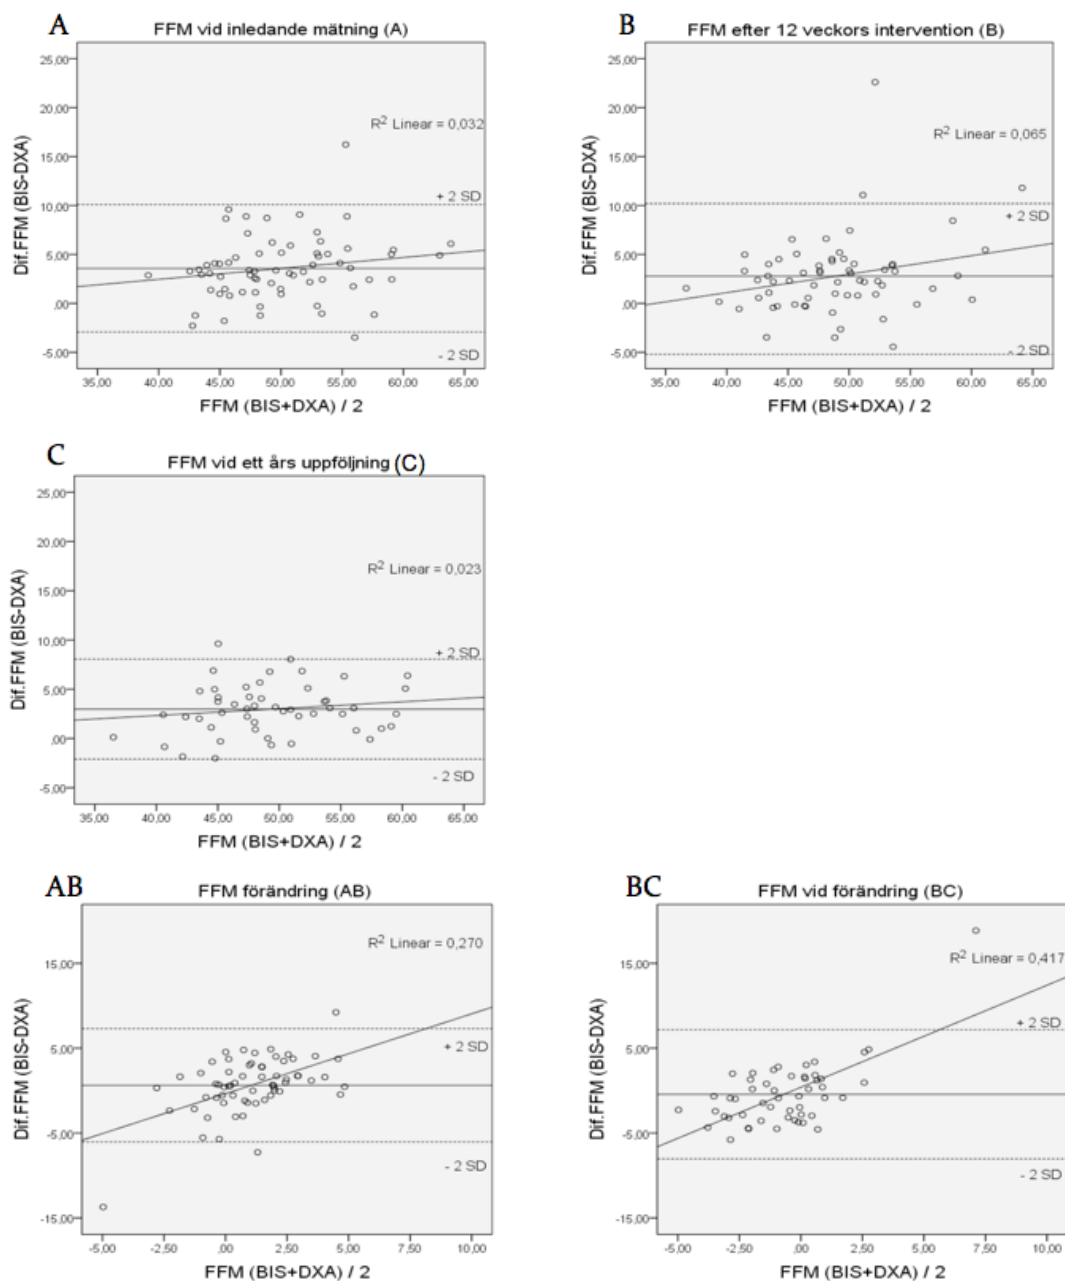 A
FFM vid inledande mätning (A)
Dif.FFM (BIS-DXA)
25,00
20,00
15,00
10,00
5,00
,00
-5,00
R² Linear = 0,032
+ 2 SD
- 2 SD
35,00 40,00 45,00 50,00 55,00 60,00 65,00
FFM (BIS+DXA) / 2
B
FFM efter 12 veckors intervention (B)
Dif.FFM (BIS-DXA)
25,00
20,00
15,00
10,00
5,00
,00
-5,00
R² Linear = 0,065
+ 2 SD
- 2 SD
35,00 40,00 45,00 50,00 55,00 60,00 65,00
FFM (BIS+DXA) / 2
C
FFM vid ett års uppföljning (C)
Dif.FFM (BIS-DXA)
25,00
20,00
15,00
10,00
5,00
,00
-5,00
R² Linear = 0,023
+ 2 SD
- 2 SD
35,00 40,00 45,00 50,00 55,00 60,00 65,00
FFM (BIS+DXA) / 2
AB
FFM förändring (AB)
Dif.FFM (BIS-DXA)
15,00
5,00
-5,00
-15,00
R² Linear = 0,270
+ 2 SD
- 2 SD
-5,00 -2,50 ,00 2,50 5,00 7,50 10,00
FFM (BIS+DXA) / 2
BC
FFM vid förändring (BC)
Dif.FFM (BIS-DXA)
15,00
5,00
-5,00
-15,00
R² Linear = 0,417
+ 2 SD
- 2 SD
-5,00 -2,50 ,00 2,50 5,00 7,50 10,00
FFM (BIS+DXA) / 2